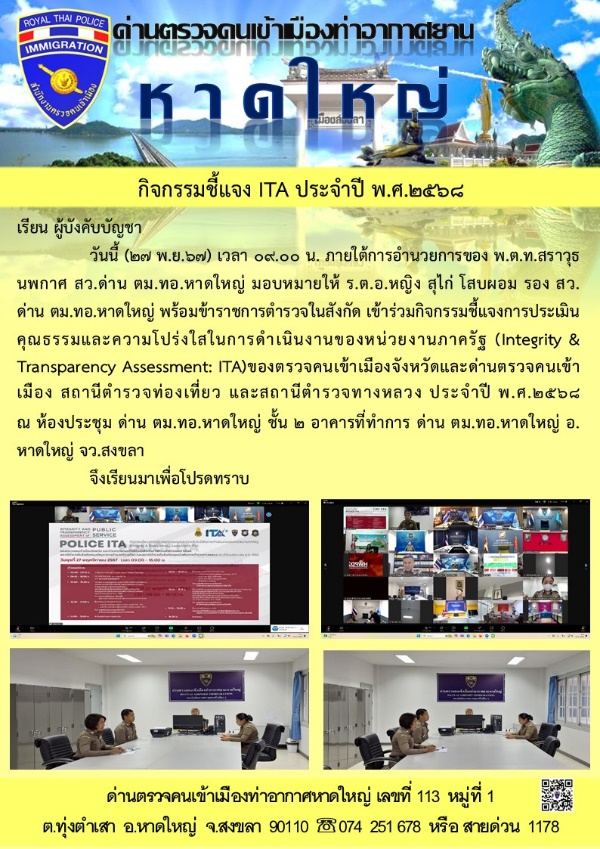 ROYAL THAI POLICE
IMMIGRATION
สำนักงานตรวจคนเข้าเมือง
ด่านตรวจคนเข้าเมืองท่าอากาศยาน
หาดใหญ่
กิจกรรมชี้แจง ITA ประจำปี พ.ศ.๒๕๖๘
เรียน ผู้บังคับบัญชา
วันนี้ (๒๗ พ.ย.๖๗) เวลา ๐๙.๐๐ น. ภายใต้การอำนวยการของ พ.ต.ท.สราวุธ
นพกาศ สว.ด่าน ตม.ทอ.หาดใหญ่ มอบหมายให้ ร.ต.อ.หญิง สุไก่ โสบผอม รอง สว.
ด่าน ตม.ทอ.หาดใหญ่ พร้อมข้าราชการตำรวจในสังกัด เข้าร่วมกิจกรรมชี้แจงการประเมิน
คุณธรรมและความโปร่งใสในการดำเนินงานของหน่วยงานภาครัฐ (Integrity &
Transparency Assessment: ITA)ของตรวจคนเข้าเมืองจังหวัดและด่านตรวจคนเข้า
เมือง สถานีตำรวจท่องเที่ยว และสถานีตำรวจทางหลวง ประจำปี พ.ศ.๒๕๖๘
ณ ห้องประชุม ด่าน ตม.ทอ.หาดใหญ่ ชั้น ๒ อาคารที่ทำการ ด่าน ตม.ทอ.หาดใหญ่ อ.
หาดใหญ่ จว.สงขลา
จึงเรียนมาเพื่อโปรดทราบ
PUBLIC
SERVICE
POLICE ITA
ITA
ด่านตรวจคนเข้าเมืองท่าอากาศหาดใหญ่ เลขที่ 113 หมู่ที่ 1
ต.ทุ่งตำเสา อ.หาดใหญ่ จ.สงขลา 90110 ☎074 251 678 หรือ สายด่วน 1178